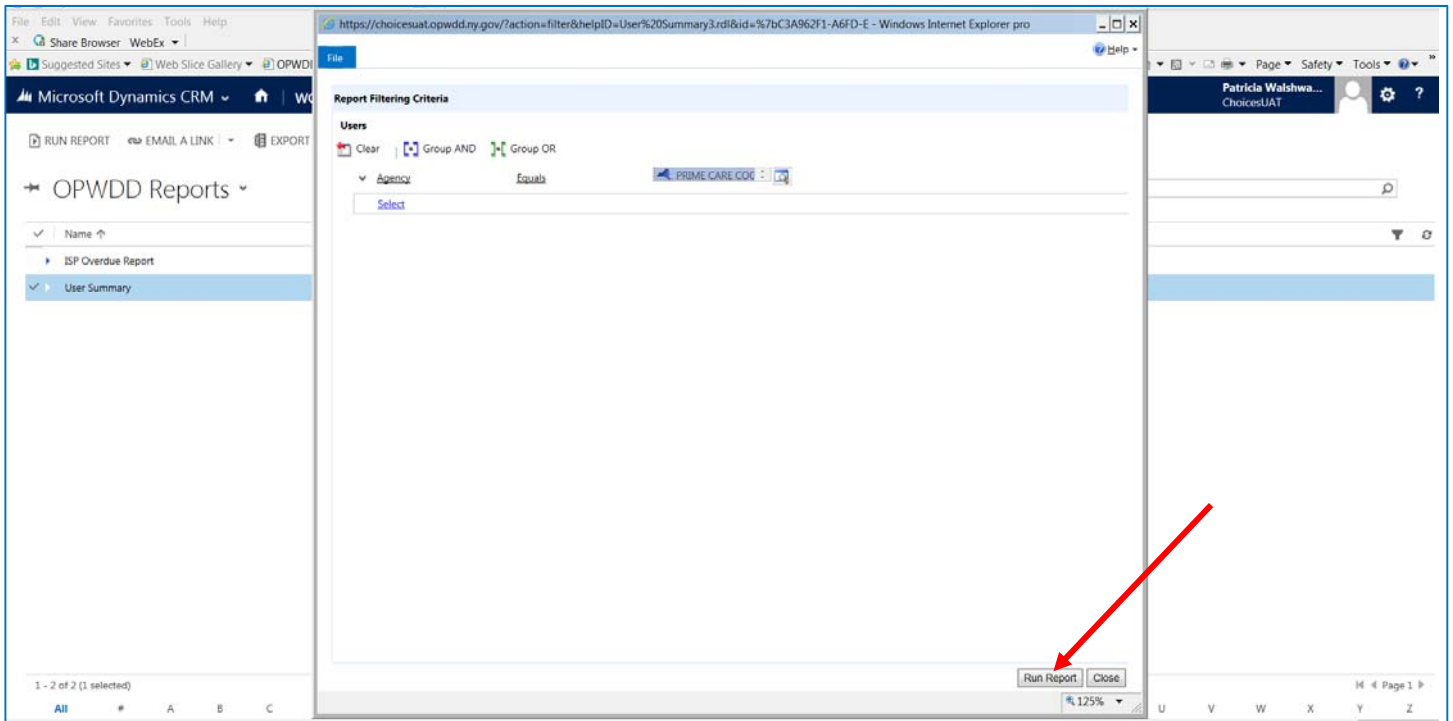 File Edit View Favorites Tools Help
https://choicesuat.opwdd.ny.gov/?action=filter&helpID=User%20Summary3.rdl&id=%7bC3A962F1-A6FD-E - Windows Internet Explorer pro
x Share Browser WebEx
Help
Suggested Sites Web Slice Gallery OPWDI
File
Page Safety Tools
Microsoft Dynamics CRM
Patricia Walshwa...
ChoicesUAT
?
Report Filtering Criteria
Users
RUN REPORT EMAIL A LINK EXPORT
Clear Group AND Group OR
Agency Equals PRIME CARE COC
OPWDD Reports
Select
Name
ISP Overdue Report
User Summary
Run Report Close
1 - 2 of 2 (1 selected)
Page 1
125%
All # A B C U V W X Y Z